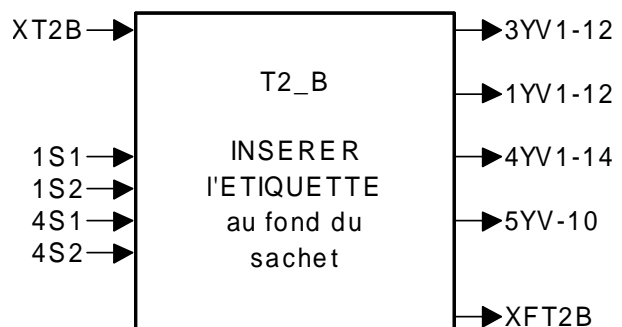 XT2B
3YV1-12
T2_B
1YV1-12
1S1
INSERER
4YV1-14
1S2
l'ETIQUETTE
4S1
au fond du
5YV-10
4S2
sachet
XFT2B